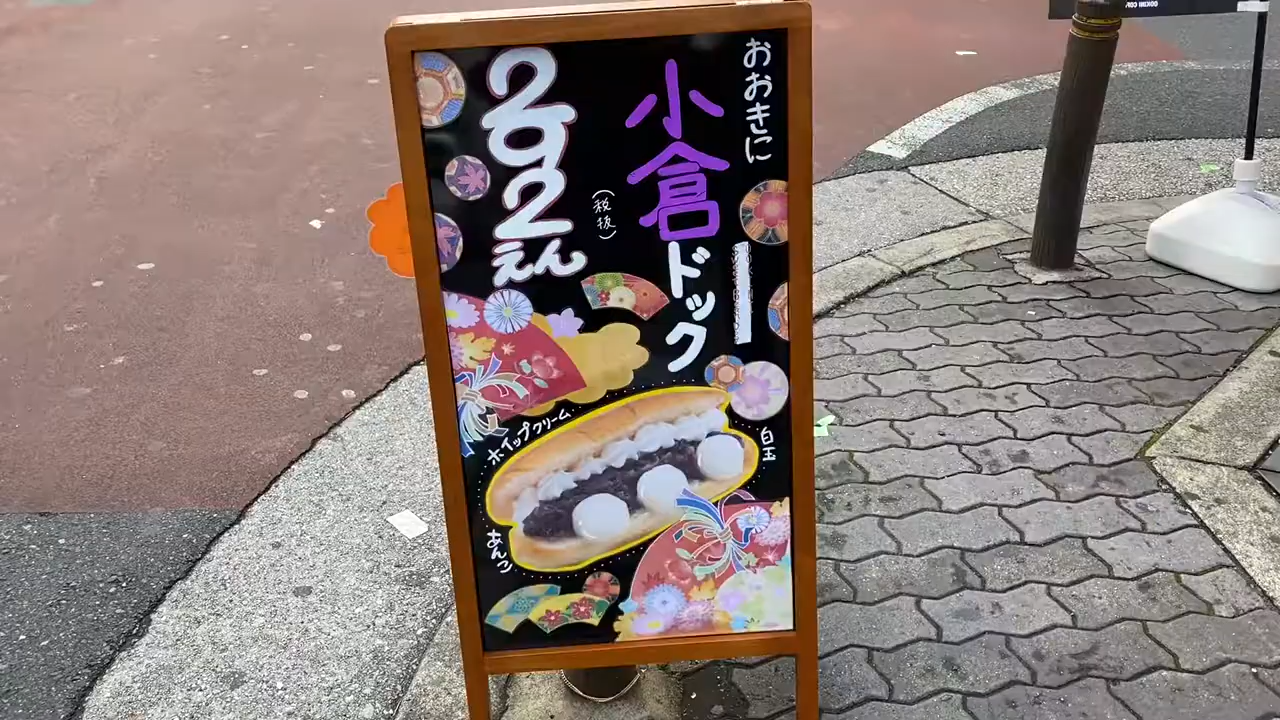 おおきにー
小倉ドック
(税抜)
292えん
ホイップクリーム
白玉
あんこ